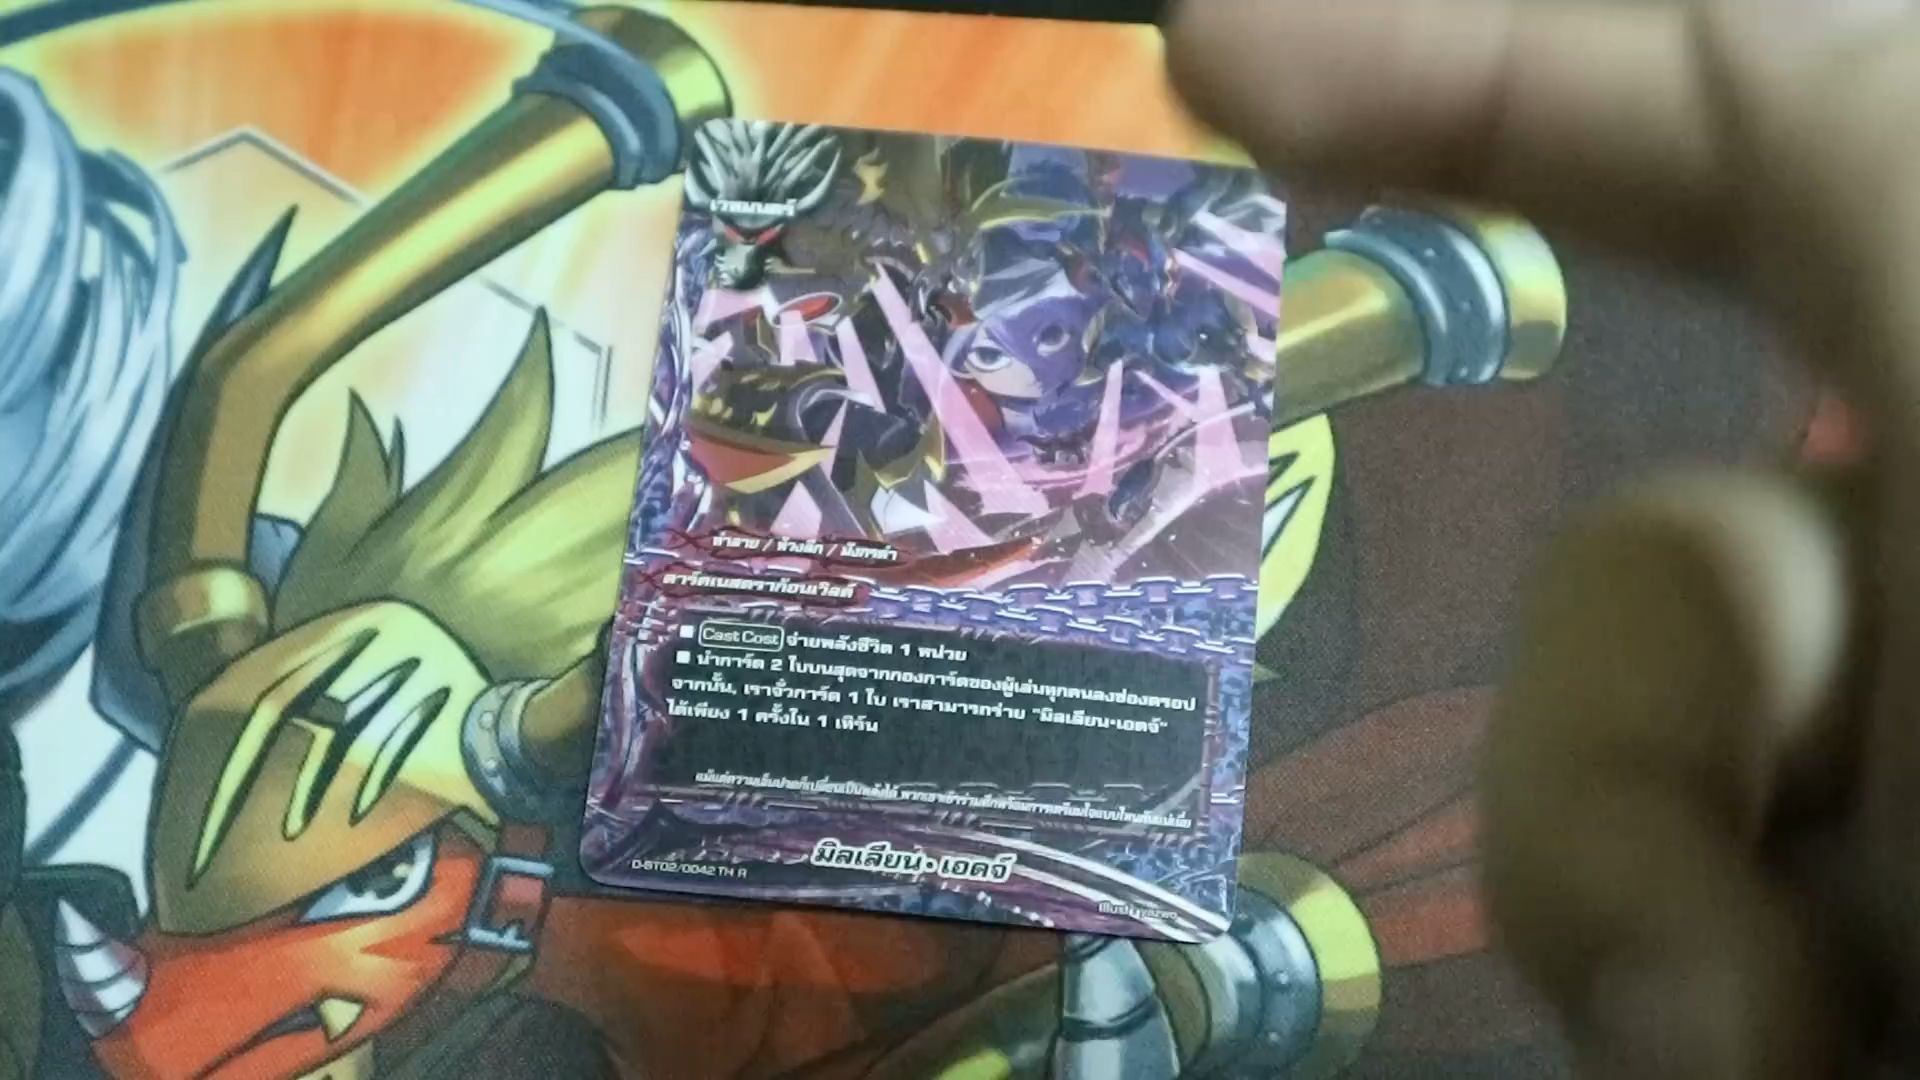 เวทมนตร์
ทำลาย / ห้วงลึก / มังกรดำ
ดาร์คเนสดราก้อนเวิลด์
■ Cast Cost จ่ายพลังชีวิต 1 หน่วย
■ นำการ์ด 2 ใบบนสุดจากกองการ์ดของผู้เล่นทุกคนลงช่องดรอป
จากนั้น, เราจั่วการ์ด 1 ใบ เราสามารถร่าย "มิลเลียน•เอดจ์"
ได้เพียง 1 ครั้งใน 1 เทิร์น
มิลเลียน•เอดจ์
D-ST02/0042TH R
Illust